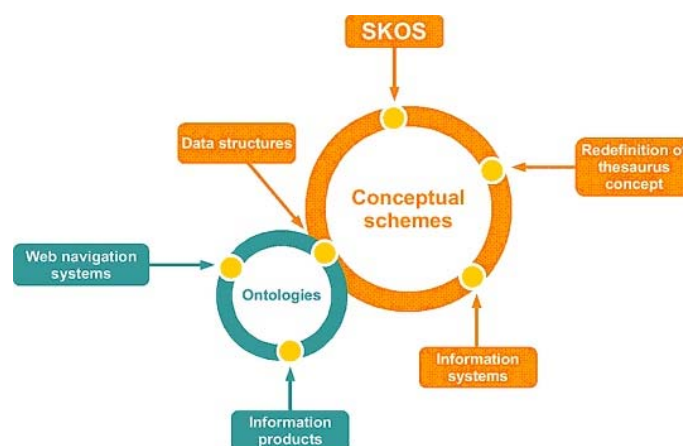 SKOS
Data structures
Redefinition of
thesaurus
concept
Conceptual
schemes
Web navigation
systems
Ontologies
Information
systems
Information
products